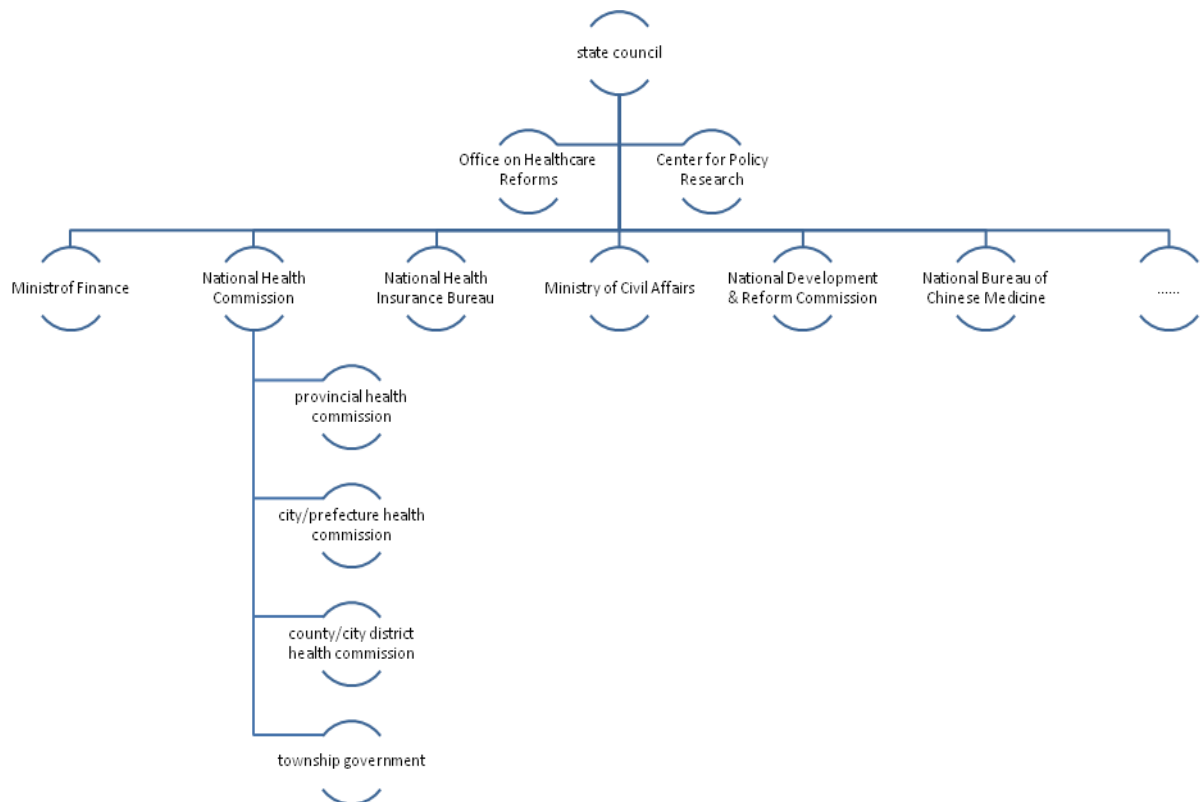 state council
Office on Healthcare
Reforms
Center for Policy
Research
Ministrof Finance
National Health
Commission
National Health
Insurance Bureau
Ministry of Civil Affairs
National Development
& Reform Commission
National Bureau of
Chinese Medicine
......
provincial health
commission
city/prefecture health
commission
county/city district
health commission
township government